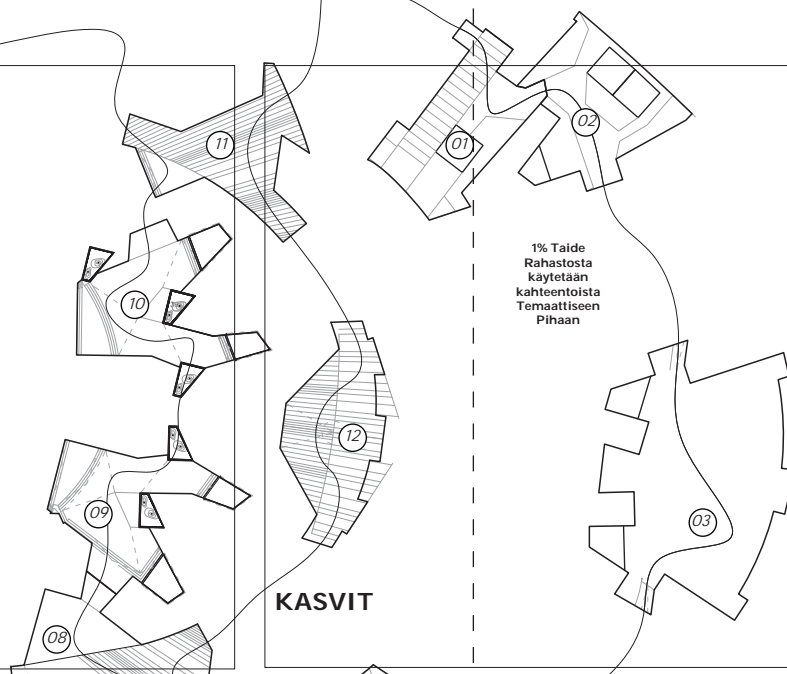 01
02
11
1% Taide
Rahastosta
käytetään
kahteentoista
Temaattiseen
Pihaan
10
12
09
03
KASVIT
08